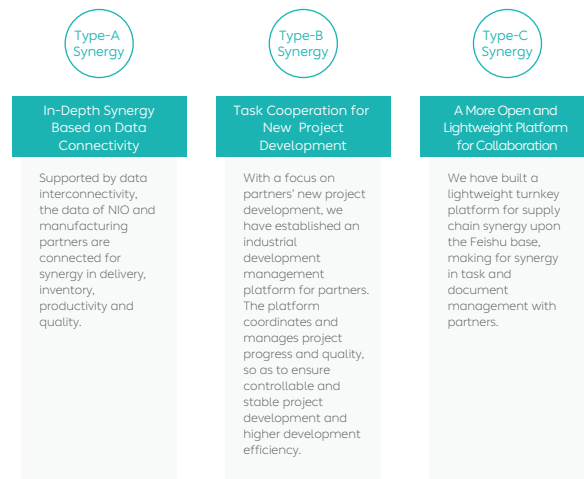 Type-A
Synergy
In-Depth Synergy
Based on Data
Connectivity
Supported by data
interconnectivity,
the data of NIO and
manufacturing
partners are
connected for
synergy in delivery,
inventory,
productivity and
quality.
Type-B
Synergy
Task Cooperation for
New Project
Development
With a focus on
partners' new project
development, we
have established an
industrial
development
management
platform for partners.
The platform
coordinates and
manages project
progress and quality,
so as to ensure
controllable and
stable project
development and
higher development
efficiency.
Type-C
Synergy
A More Open and
Lightweight Platform
for Collaboration
We have built a
lightweight turnkey
platform for supply
chain synergy upon
the Feishu base,
making for synergy
in task and
document
management with
partners.